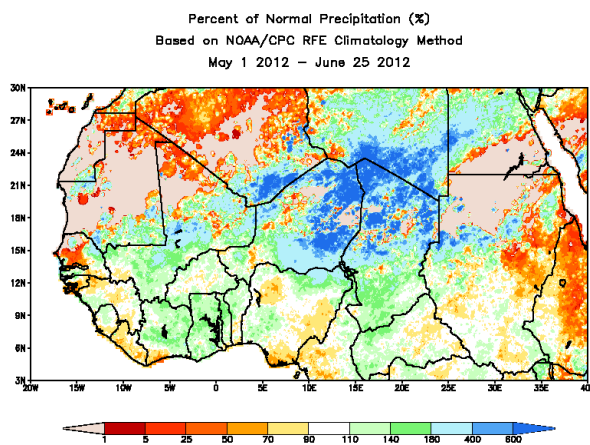 Percent of Normal Precipitation (%)
Based on NOAA/CPC RFE Climatology Method
May 1 2012 – June 25 2012
30N
27N
24N
21N
18N
15N
12N
9N
6N
3N
20W 15W 10W 5W 0 5E 10E 15E 20E 25E 30E 35E 40
1 5 25 50 70 90 110 140 180 400 600